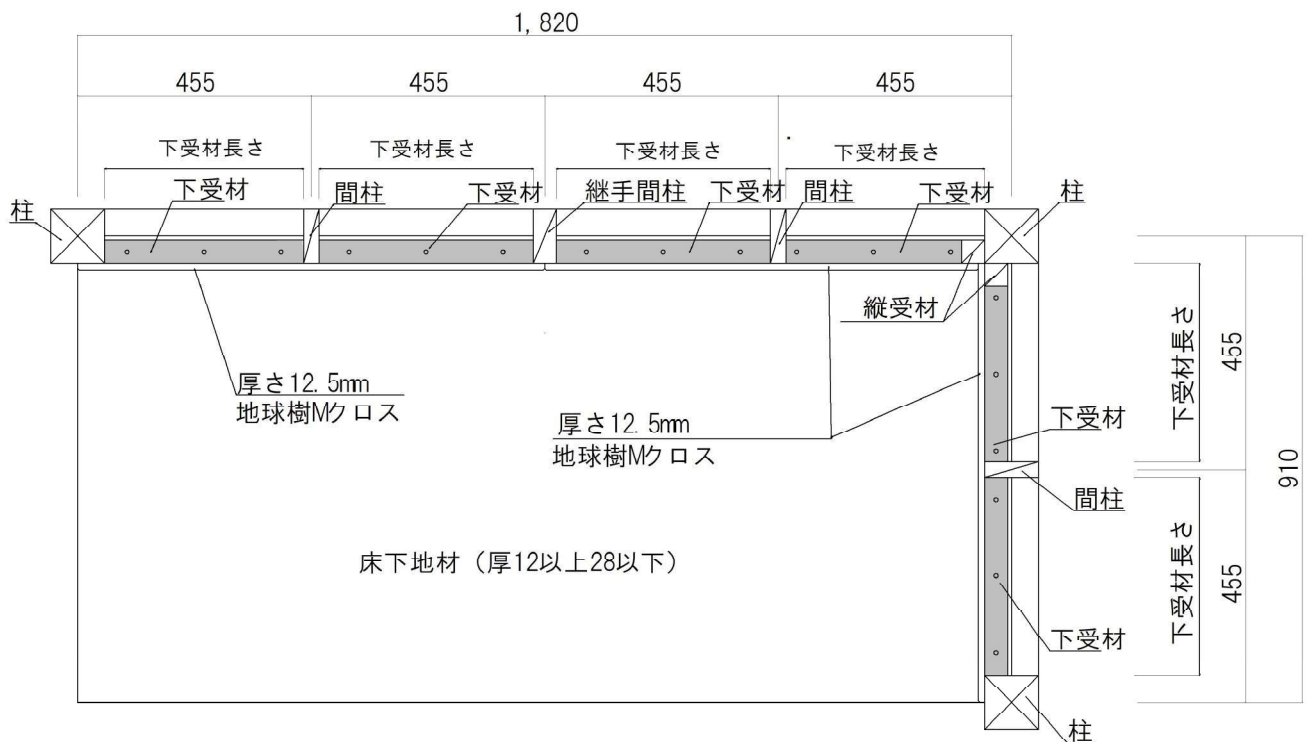 1,820
455 455 455 455
下受材長さ 下受材長さ 下受材長さ 下受材長さ
柱 下受材 間柱 下受材 継手間柱 下受材 間柱 下受材 柱
縦受材
厚さ12.5mm
地球樹Mクロス
厚さ12.5mm
地球樹Mクロス
下受材
間柱
床下地材（厚12以上28以下）
下受材
柱
下受材長さ
下受材長さ
455
455
910